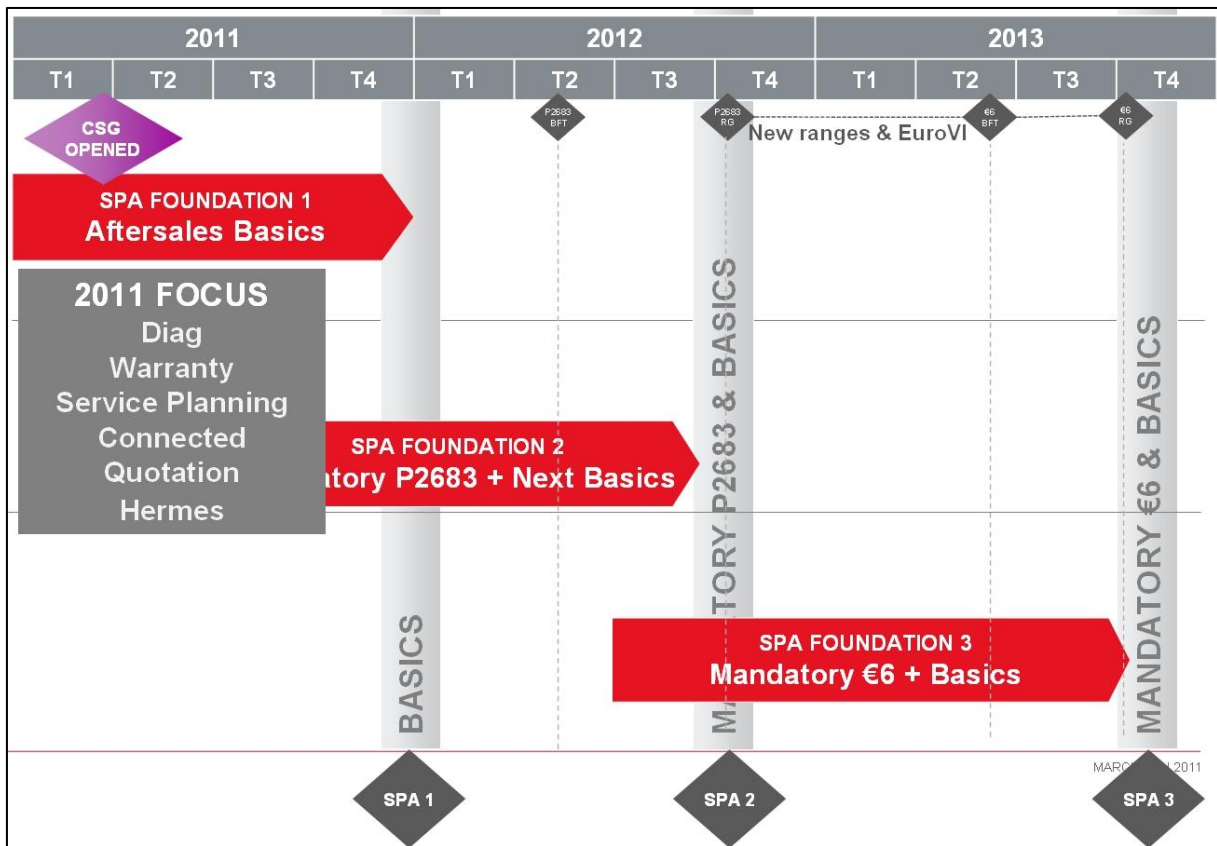 2011 2012 2013
T1 T2 T3 T4 T1 T2 T3 T4 T1 T2 T3 T4
CSG
OPENED
P2683
BFT
P2683
RG
New ranges & EuroVI
€6
BFT
€6
RG
SPA FOUNDATION 1
Aftersales Basics
2011 FOCUS
Diag
Warranty
Service Planning
Connected
Quotation
Hermes
SPA FOUNDATION 2
atory P2683 + Next Basics
SPA FOUNDATION 3
Mandatory €6 + Basics
BASICS
MANDATORY P2683 & BASICS
MANDATORY €6 & BASICS
2011
SPA 1
SPA 2
SPA 3